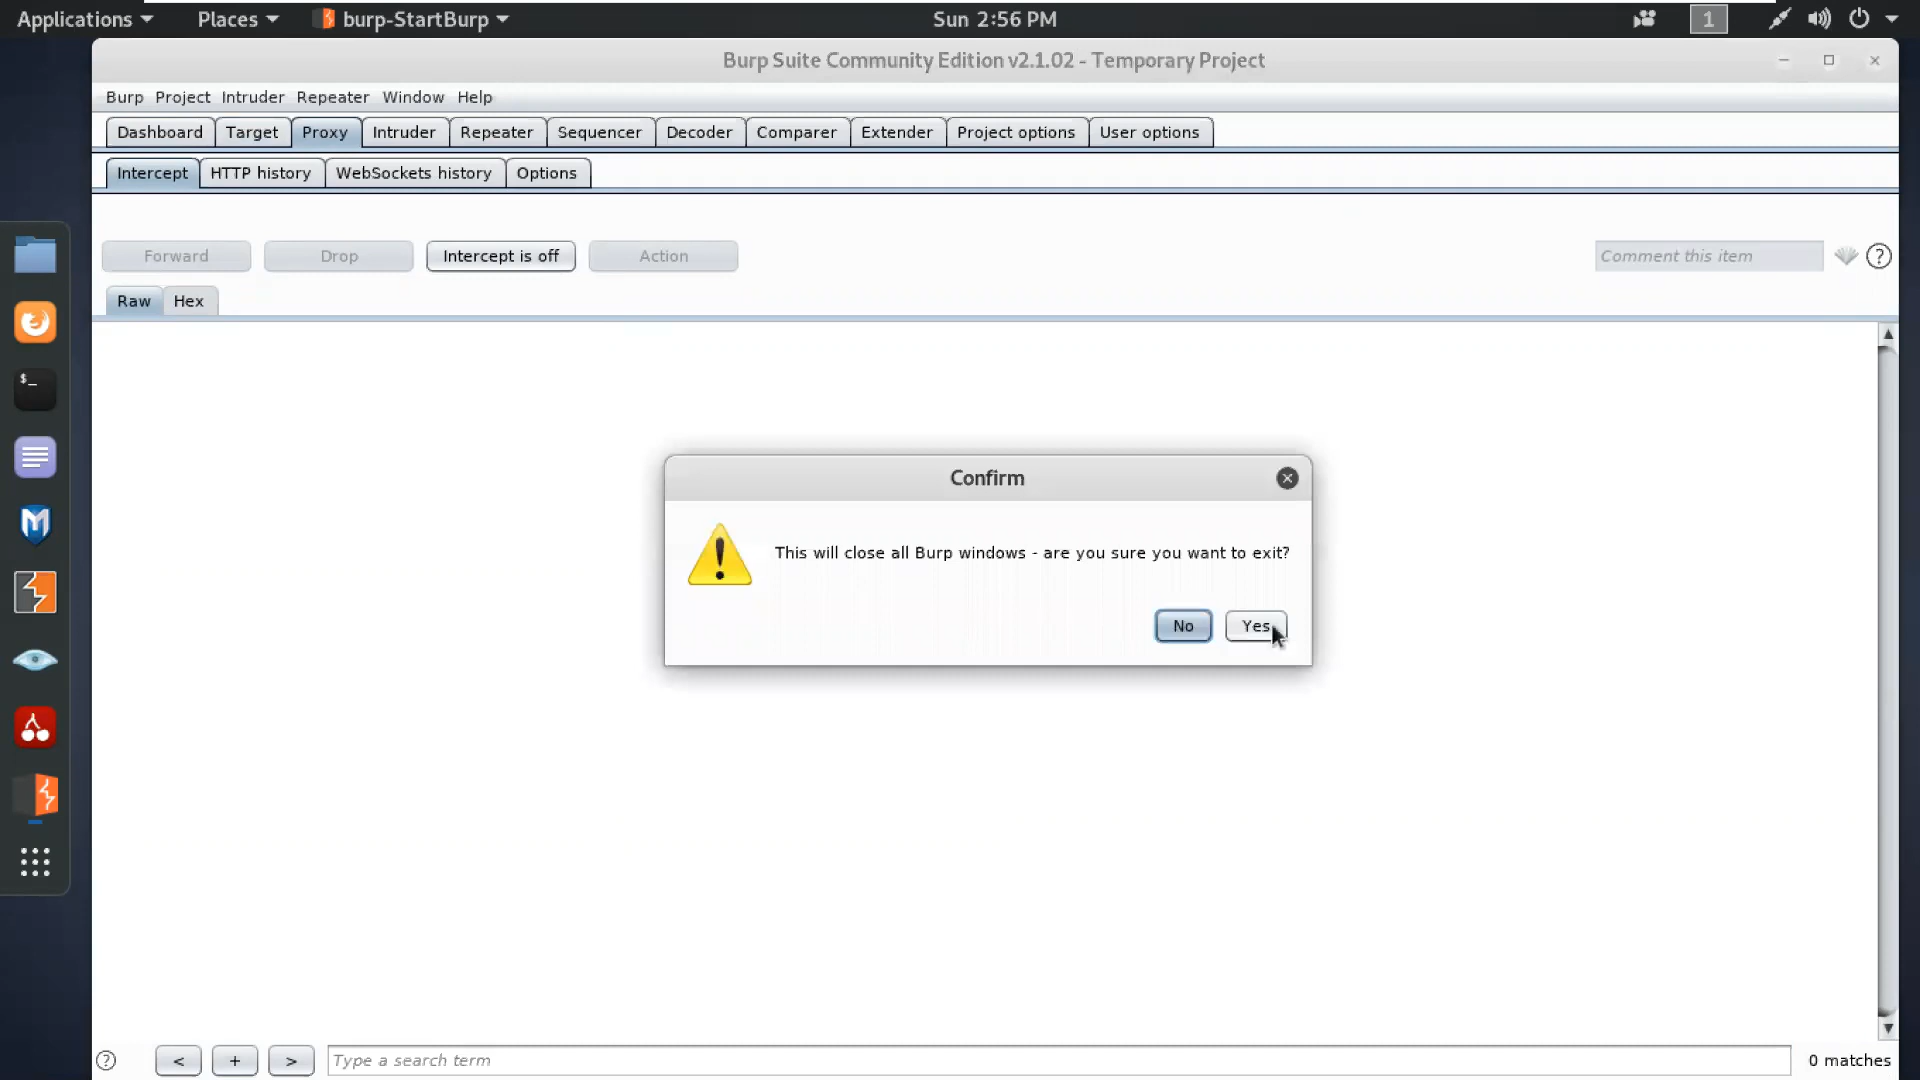 Applications Places burp-StartBurp Sun 2:56 PM 1
Burp Suite Community Edition v2.1.02 - Temporary Project
Burp Project Intruder Repeater Window Help
Dashboard Target Proxy Intruder Repeater Sequencer Decoder Comparer Extender Project options User options
Intercept HTTP history WebSockets history Options
Forward Drop Intercept is off Action Comment this item ?
Raw Hex
$_
Confirm
This will close all Burp windows - are you sure you want to exit?
No Yes
? < + > Type a search term 0 matches